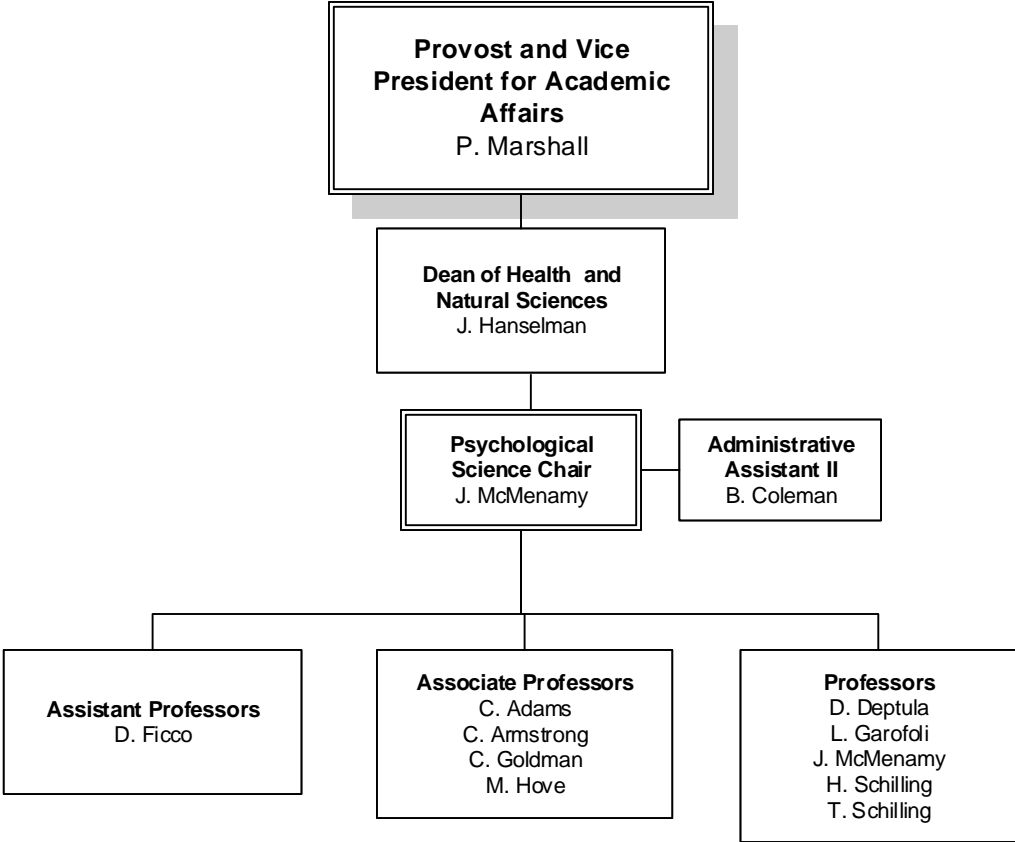 Provost and Vice
President for Academic
Affairs
P. Marshall
Dean of Health and
Natural Sciences
J. Hanselman
Psychological
Science Chair
J. McMenamy
Administrative
Assistant II
B. Coleman
Assistant Professors
D. Ficco
Associate Professors
C. Adams
C. Armstrong
C. Goldman
M. Hove
Professors
D. Deptula
L. Garofoli
J. McMenamy
H. Schilling
T. Schilling